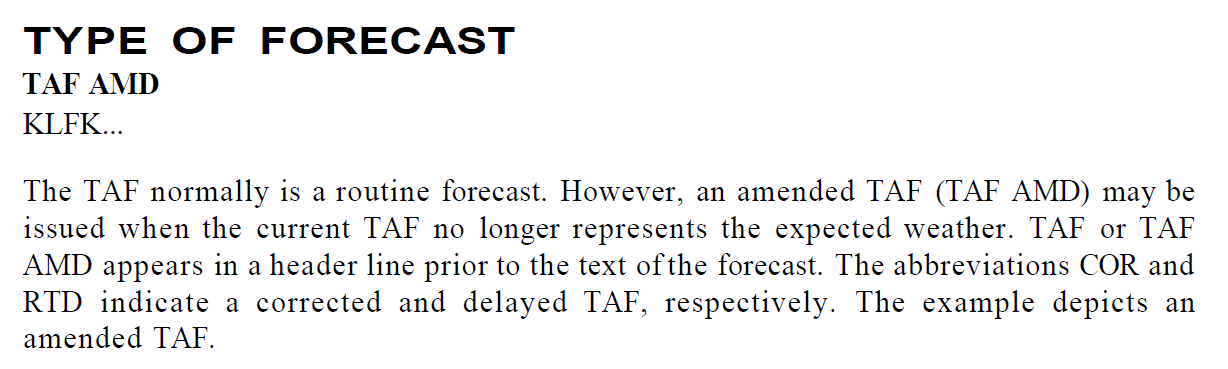 TYPE OF FORECAST
TAF AMD
KLFK...
The TAF normally is a routine forecast. However, an amended TAF (TAF AMD) may be
issued when the current TAF no longer represents the expected weather. TAF or TAF
AMD appears in a header line prior to the text of the forecast. The abbreviations COR and
RTD indicate a corrected and delayed TAF, respectively. The example depicts an
amended TAF.